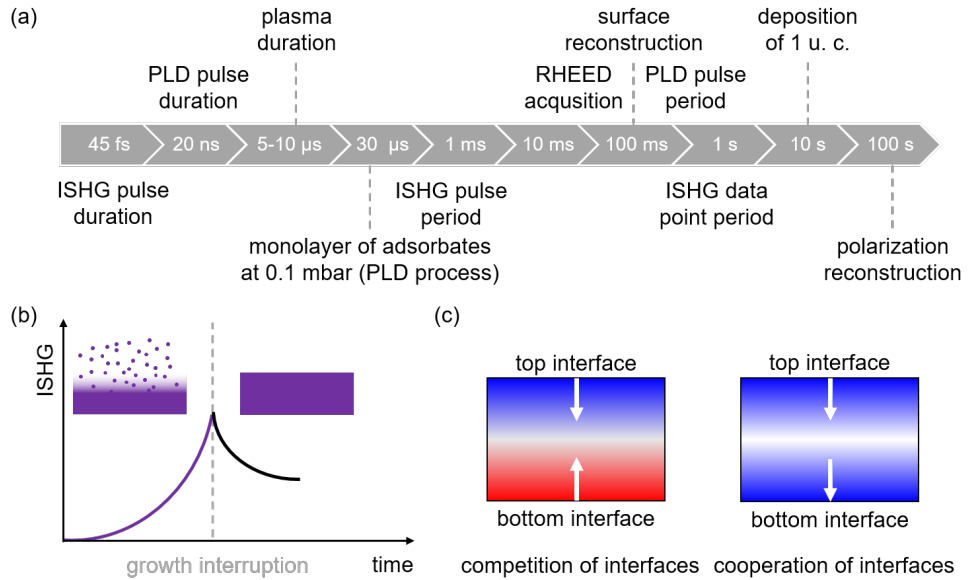 (a)
plasma
duration
surface
reconstruction
deposition
of 1 u. c.
PLD pulse
duration
RHEED
acqusition
PLD pulse
period
45 fs
20 ns
5-10 µs
30 µs
1 ms
10 ms
100 ms
1 s
10 s
100 s
ISHG pulse
duration
ISHG pulse
period
ISHG data
point period
monolayer of adsorbates
at 0.1 mbar (PLD process)
polarization
reconstruction
(b)
ISHG
growth interruption
time
(c)
top interface
bottom interface
competition of interfaces
top interface
bottom interface
cooperation of interfaces